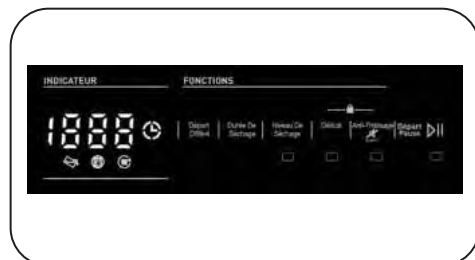 INDICATEUR
FONCTIONS
1888
Départ
Différé
Durée De
Séchage
Niveau De
Séchage
Délicat
Anti-Froissage
Départ
Pause